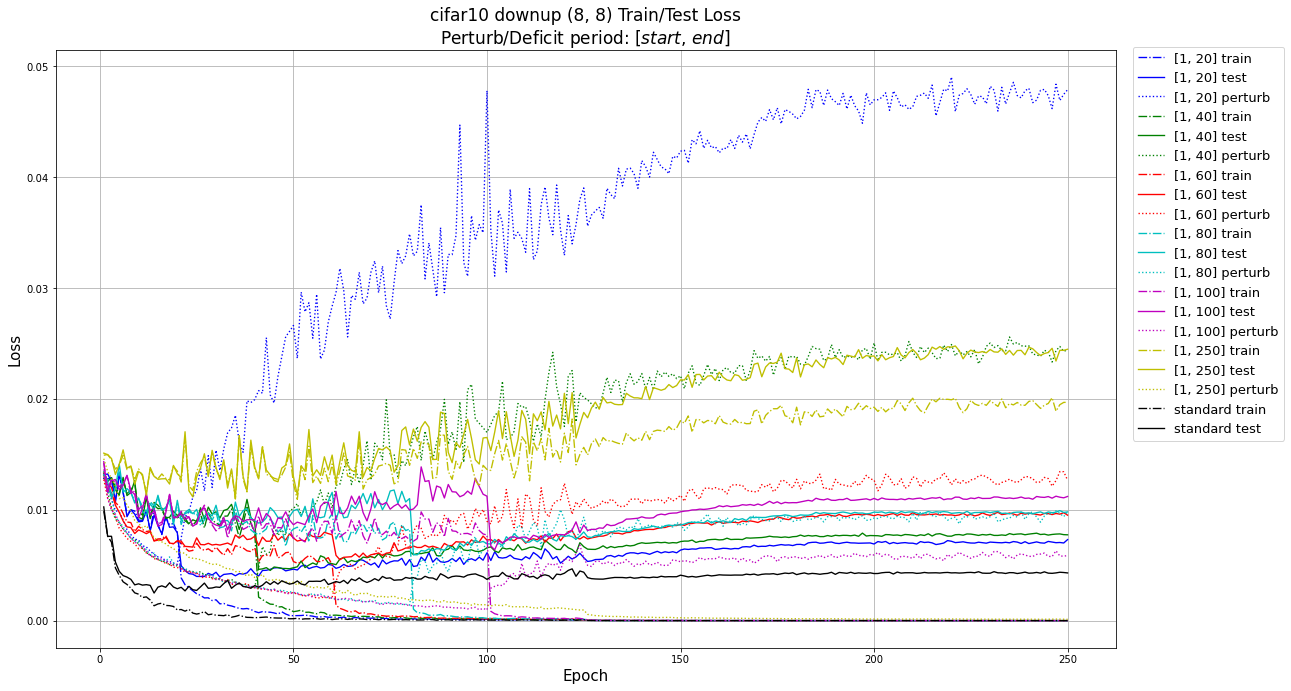 cifar10 downup (8, 8) Train/Test Loss
Perturb/Deficit period: [start, end]
Loss
0.05
0.04
0.03
0.02
0.01
0.00
0
50
100
150
200
250
Epoch
[1, 20] train
[1, 20] test
[1, 20] perturb
[1, 40] train
[1, 40] test
[1, 40] perturb
[1, 60] train
[1, 60] test
[1, 60] perturb
[1, 80] train
[1, 80] test
[1, 80] perturb
[1, 100] train
[1, 100] test
[1, 100] perturb
[1, 250] train
[1, 250] test
[1, 250] perturb
standard train
standard test